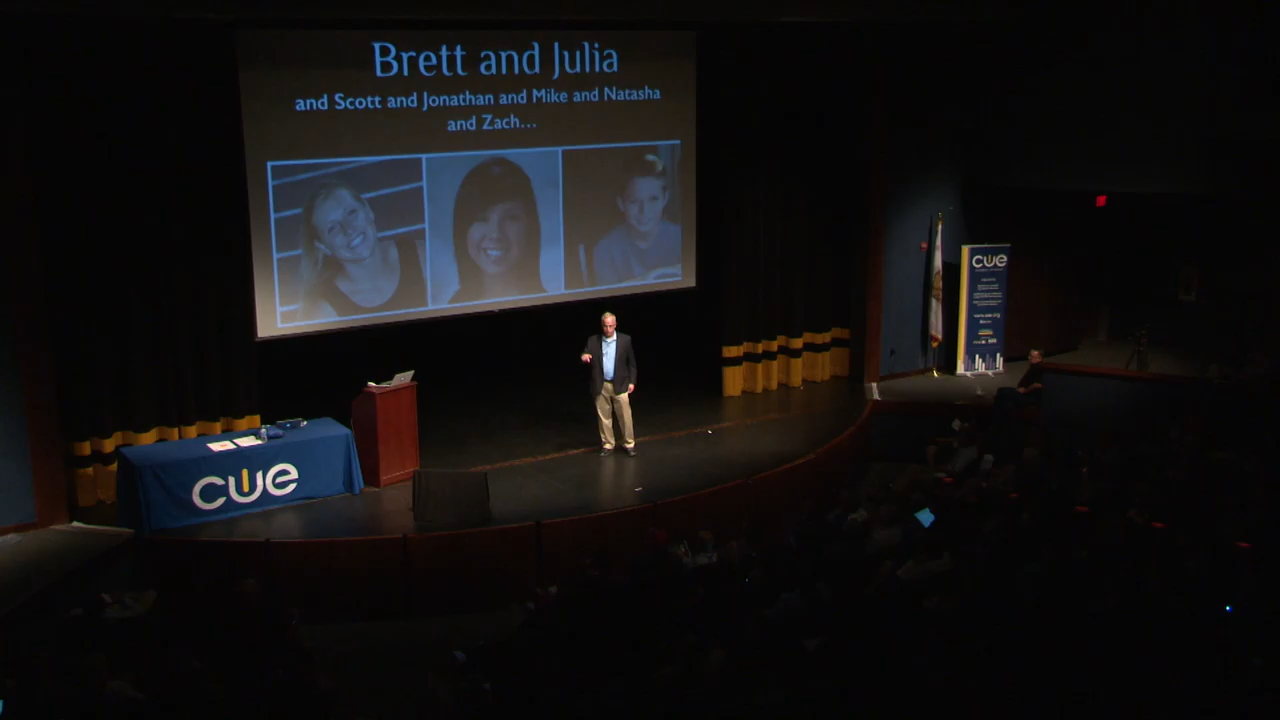 Brett and Julia
and Scott and Jonathan and Mike and Natasha
and Zach...
cue
cue